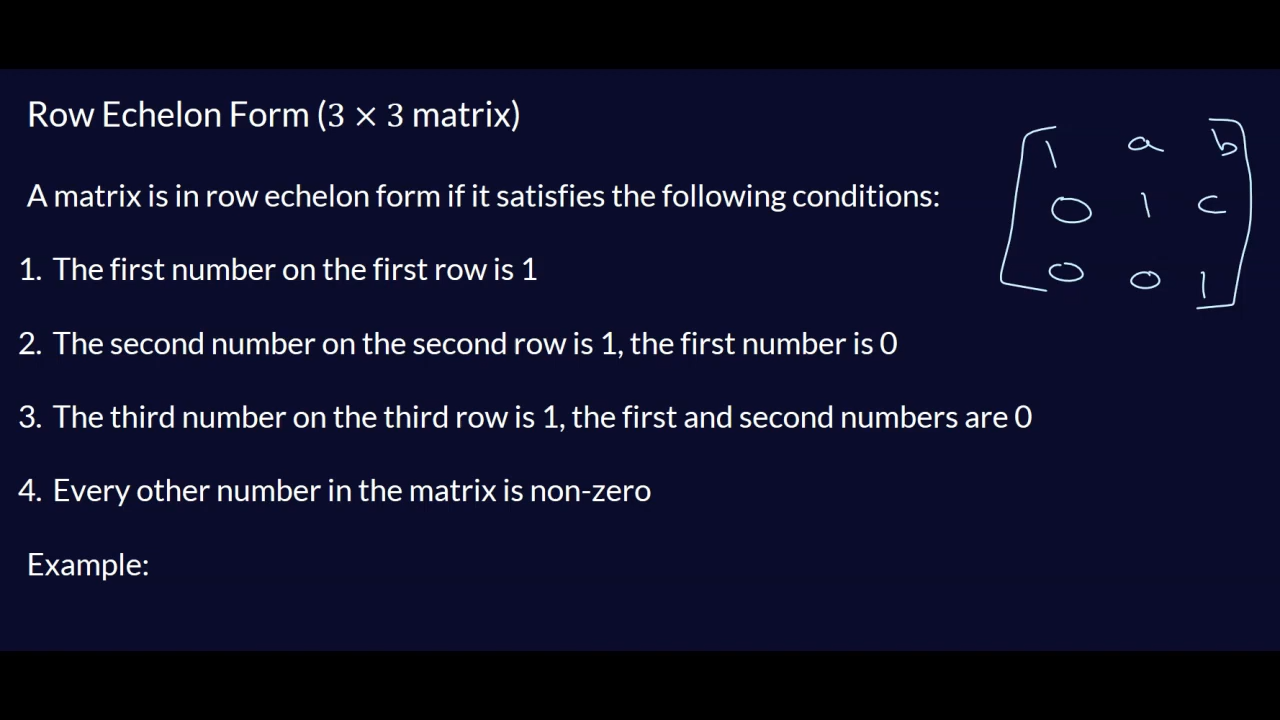 Row Echelon Form (3 × 3 matrix)
A matrix is in row echelon form if it satisfies the following conditions:
1. The first number on the first row is 1
2. The second number on the second row is 1, the first number is 0
3. The third number on the third row is 1, the first and second numbers are 0
4. Every other number in the matrix is non-zero
Example:
1 a b
0 1 c
0 0 1